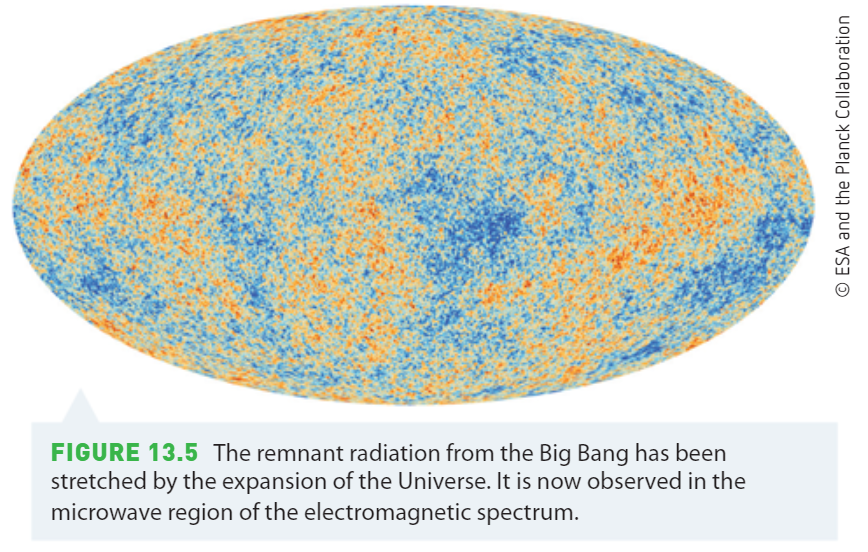 © ESA and the Planck Collaboration
FIGURE 13.5 The remnant radiation from the Big Bang has been
stretched by the expansion of the Universe. It is now observed in the
microwave region of the electromagnetic spectrum.